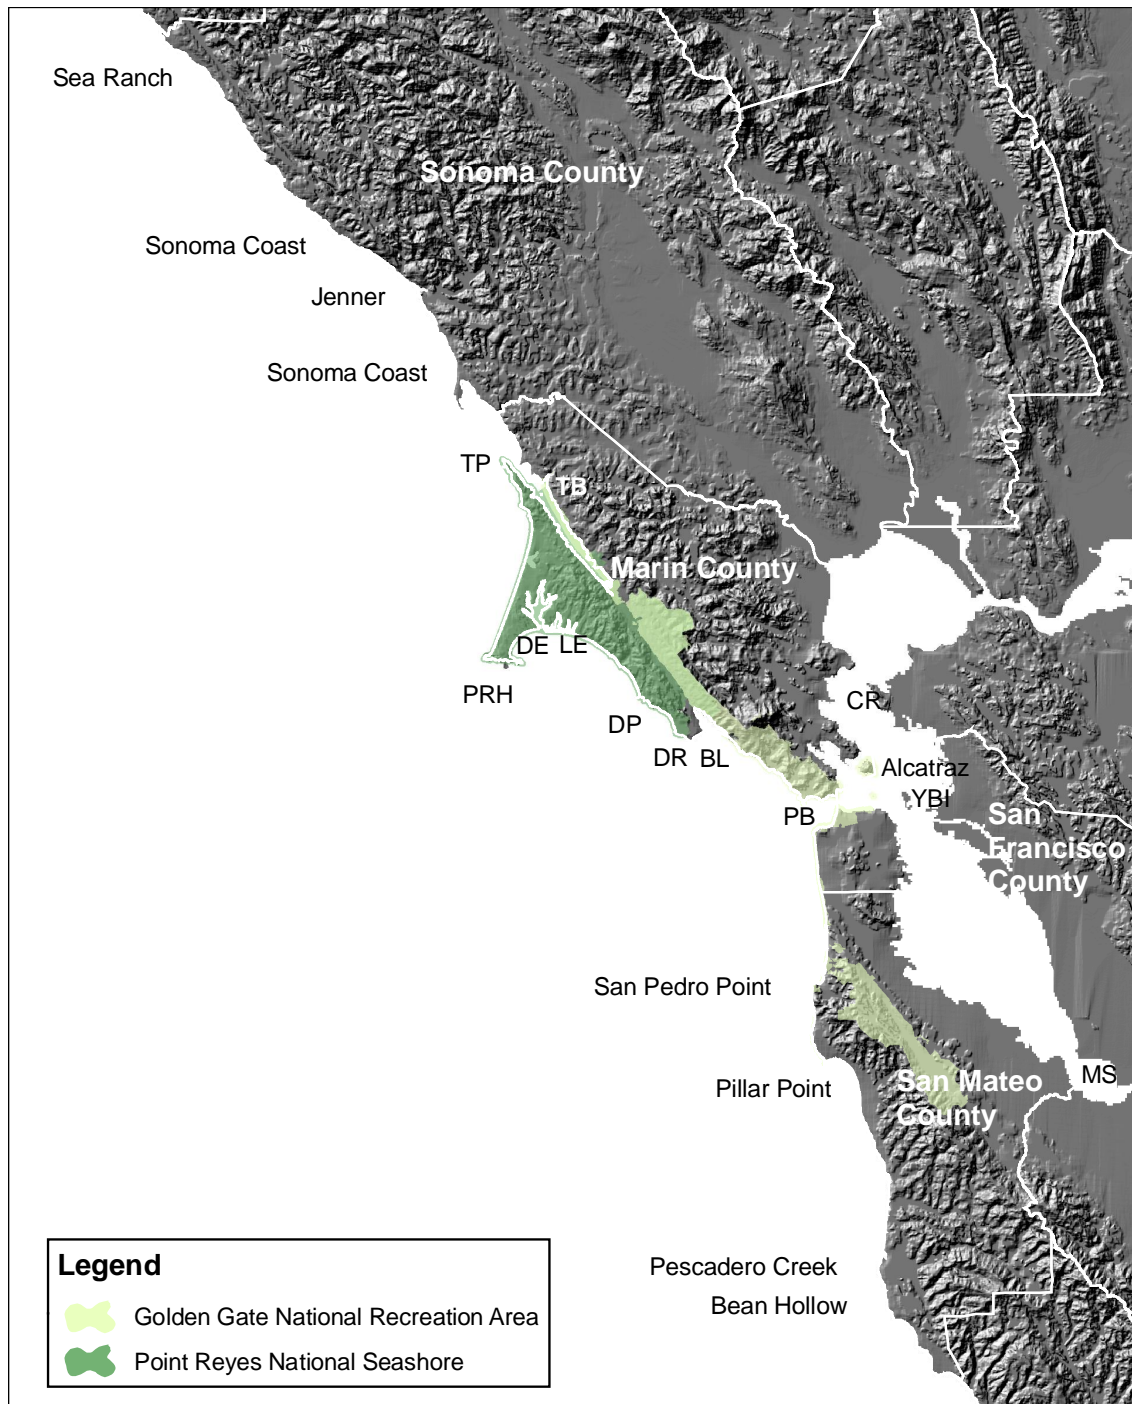 Sea Ranch
Sonoma County
Sonoma Coast
Jenner
Sonoma Coast
TP
TB
Marin County
DE
LE
PRH
CR
DP
DR
BL
Alcatraz
YBI
PB
San
Francisco
County
San Pedro Point
MS
San Mateo
County
Pillar Point
Pescadero Creek
Bean Hollow
Legend
Golden Gate National Recreation Area
Point Reyes National Seashore